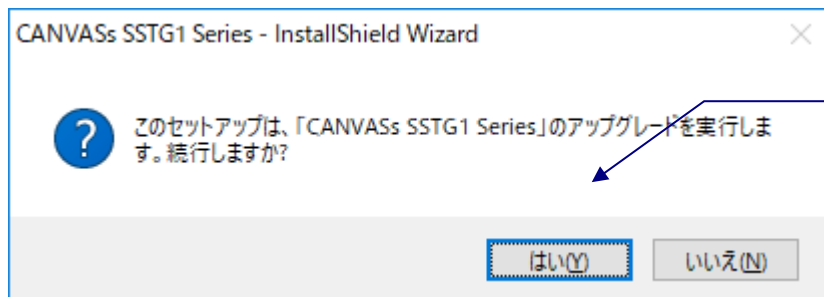 CANVASs SSTG1 Series - InstallShield Wizard
このセットアップは、「CANVASs SSTG1 Series」のアップグレードを実行しま
す。続行しますか?
はい(Y)
いいえ(N)